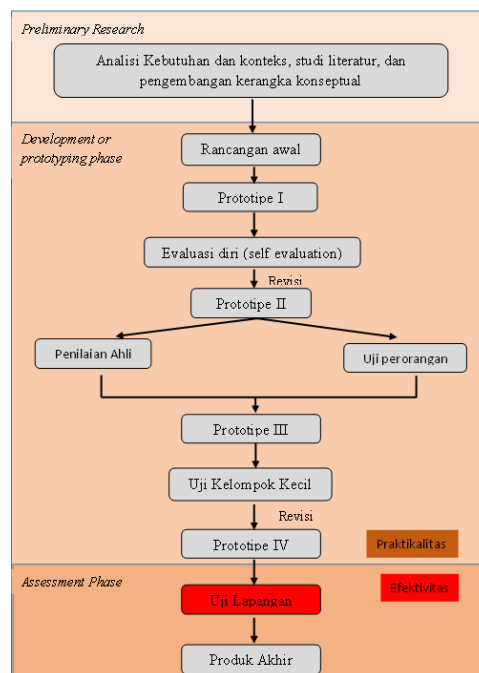 Preliminary Research
Analisi Kebutuhan dan konteks, studi literatur, dan
pengembangan kerangka konseptual
Development or
prototyping phase
Rancangan awal
Prototipe I
Evaluasi diri (self evaluation)
Revisi
Prototipe II
Penilaian Ahli
Uji perorangan
Prototipe III
Uji Kelompok Kecil
Revisi
Prototipe IV
Praktikalitas
Assessment Phase
Efektivitas
Uji Lapangan
Produk Akhir